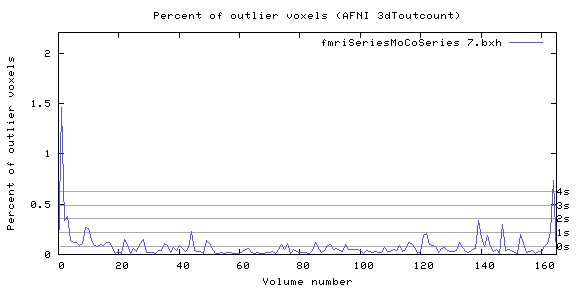 Percent of outlier voxels (AFNI 3dToutcount)
fmriSeriesMoCoSeries 7.bxh
Percent of outlier voxels
2
1.5
1
0.5
0
4s
3s
2s
1s
0s
0 20 40 60 80 100 120 140 160
Volume number